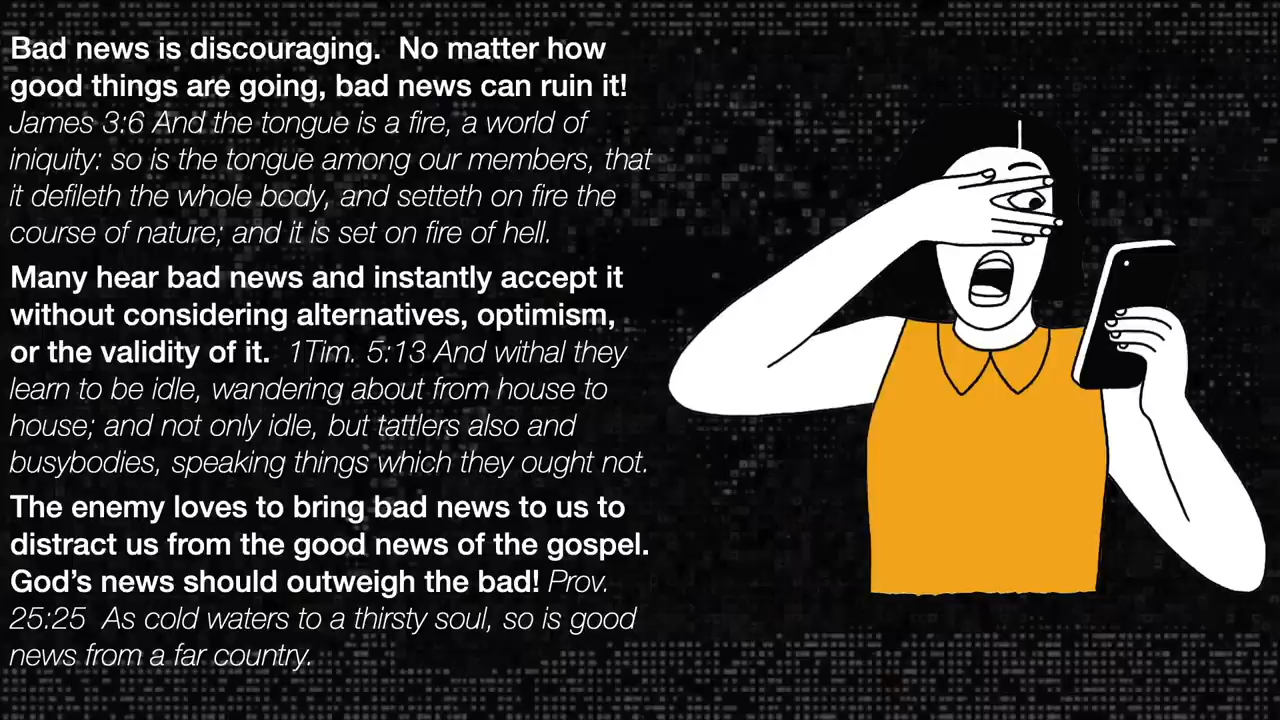 Bad news is discouraging.  No matter how
good things are going, bad news can ruin it!
James 3:6 And the tongue is a fire, a world of
iniquity: so is the tongue among our members, that
it defileth the whole body, and setteth on fire the
course of nature; and it is set on fire of hell.
Many hear bad news and instantly accept it
without considering alternatives, optimism,
or the validity of it.  1Tim. 5:13 And withal they
learn to be idle, wandering about from house to
house; and not only idle, but tattlers also and
busybodies, speaking things which they ought not.
The enemy loves to bring bad news to us to
distract us from the good news of the gospel.
God’s news should outweigh the bad! Prov.
25:25  As cold waters to a thirsty soul, so is good
news from a far country.